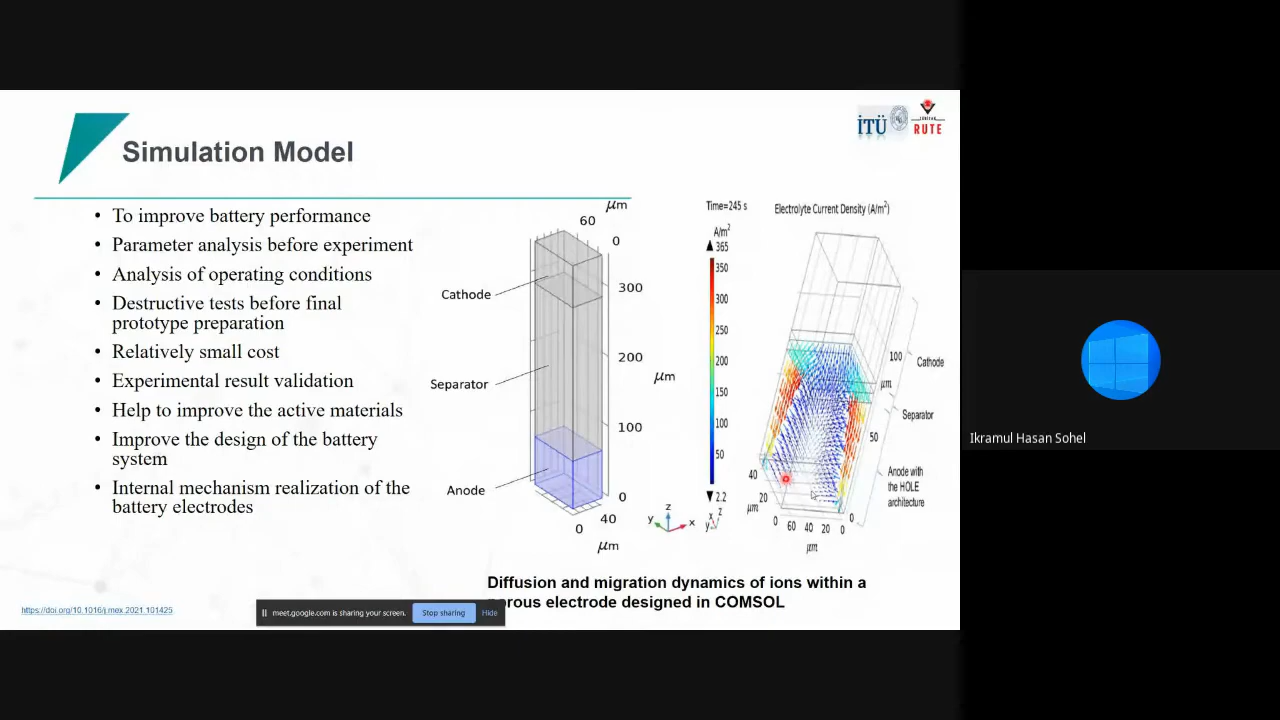 İTÜ
RUTE
Simulation Model
• To improve battery performance
• Parameter analysis before experiment
• Analysis of operating conditions
• Destructive tests before final
prototype preparation
• Relatively small cost
• Experimental result validation
• Help to improve the active materials
• Improve the design of the battery
system
• Internal mechanism realization of the
battery electrodes
μm
60
0
300
200
100
0
40
0
μm
μm
Cathode
Separator
Anode
z
y
x
Time=245 s
Electrolyte Current Density (A/m²)
A/m²
365
350
300
250
200
150
100
50
2.2
x
z
y
100
μm
50
0
40
20
μm
0
60
40
20
0
μm
Cathode
Separator
Anode with
the HOLE
architecture
Diffusion and migration dynamics of ions within a
orous electrode designed in COMSOL
https://doi.org/10.1016/j.mex.2021.101425
meet.google.com is sharing your screen.
Stop sharing
Hide
Ikramul Hasan Sohel